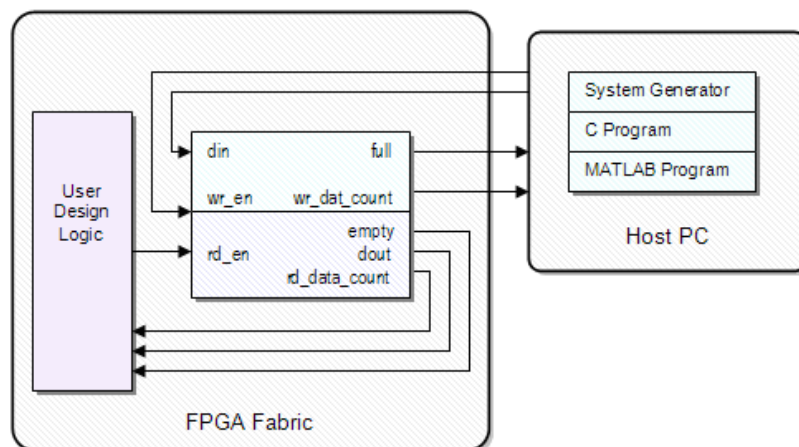 System Generator
C Program
MATLAB Program
Host PC
User
Design
Logic
din
full
wr_en
wr_dat_count
empty
rd_en
dout
rd_data_count
FPGA Fabric